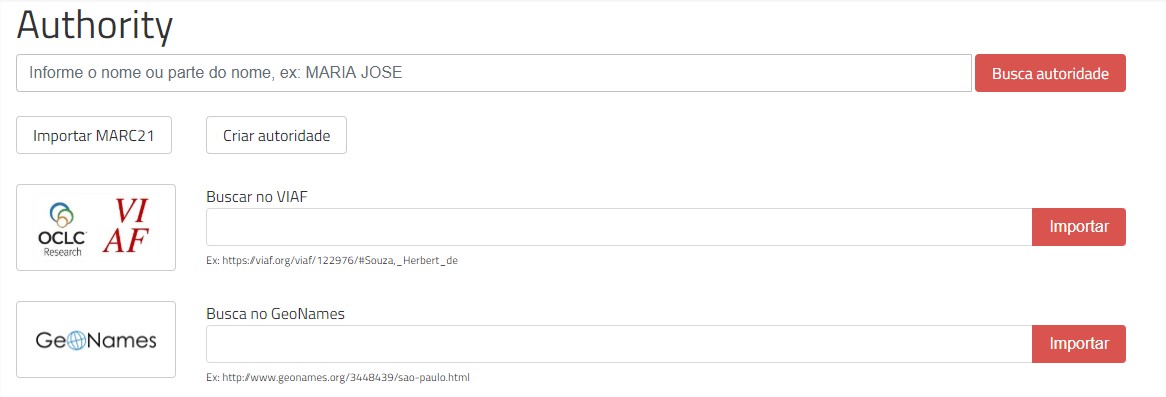 Authority
Informe o nome ou parte do nome, ex: MARIA JOSE
Busca autoridade
Importar MARC21
Criar autoridade
OCLC
Research
VI
AF
Buscar no VIAF
Importar
Ex: https://viaf.org/viaf/122976/#Souza,_Herbert_de
GeoNames
Busca no GeoNames
Importar
Ex: http://www.geonames.org/3448439/sao-paulo.html